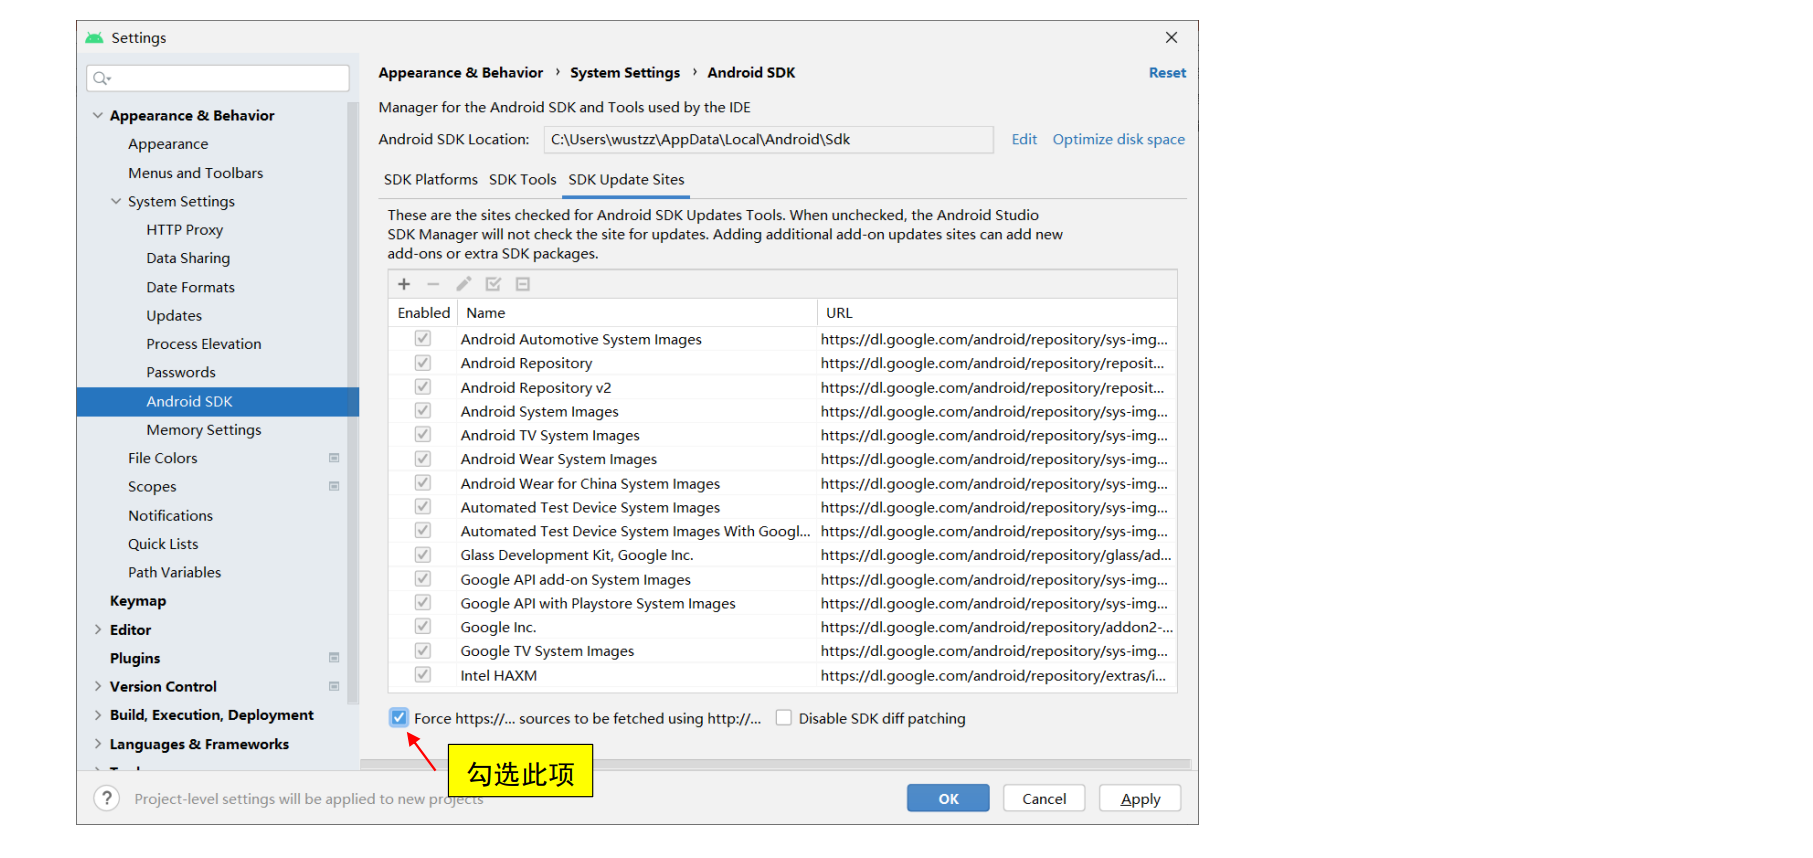 Settings
Appearance & Behavior › System Settings › Android SDK
Reset
Manager for the Android SDK and Tools used by the IDE
Android SDK Location: C:\Users\wustzz\AppData\Local\Android\Sdk Edit Optimize disk space
SDK Platforms SDK Tools SDK Update Sites
These are the sites checked for Android SDK Updates Tools. When unchecked, the Android Studio
SDK Manager will not check the site for updates. Adding additional add-on updates sites can add new
add-ons or extra SDK packages.
Enabled Name URL
Android Automotive System Images https://dl.google.com/android/repository/sys-img...
Android Repository https://dl.google.com/android/repository/reposit...
Android Repository v2 https://dl.google.com/android/repository/reposit...
Android System Images https://dl.google.com/android/repository/sys-img...
Android TV System Images https://dl.google.com/android/repository/sys-img...
Android Wear System Images https://dl.google.com/android/repository/sys-img...
Android Wear for China System Images https://dl.google.com/android/repository/sys-img...
Automated Test Device System Images https://dl.google.com/android/repository/sys-img...
Automated Test Device System Images With Googl... https://dl.google.com/android/repository/sys-img...
Glass Development Kit, Google Inc. https://dl.google.com/android/repository/glass/ad...
Google API add-on System Images https://dl.google.com/android/repository/sys-img...
Google API with Playstore System Images https://dl.google.com/android/repository/sys-img...
Google Inc. https://dl.google.com/android/repository/addon2-...
Google TV System Images https://dl.google.com/android/repository/sys-img...
Intel HAXM https://dl.google.com/android/repository/extras/i...
Force https://... sources to be fetched using http://... Disable SDK diff patching
勾选此项
Appearance & Behavior
Appearance
Menus and Toolbars
System Settings
HTTP Proxy
Data Sharing
Date Formats
Updates
Process Elevation
Passwords
Android SDK
Memory Settings
File Colors
Scopes
Notifications
Quick Lists
Path Variables
Keymap
Editor
Plugins
Version Control
Build, Execution, Deployment
Languages & Frameworks
? Project-level settings will be applied to new projects
OK Cancel Apply